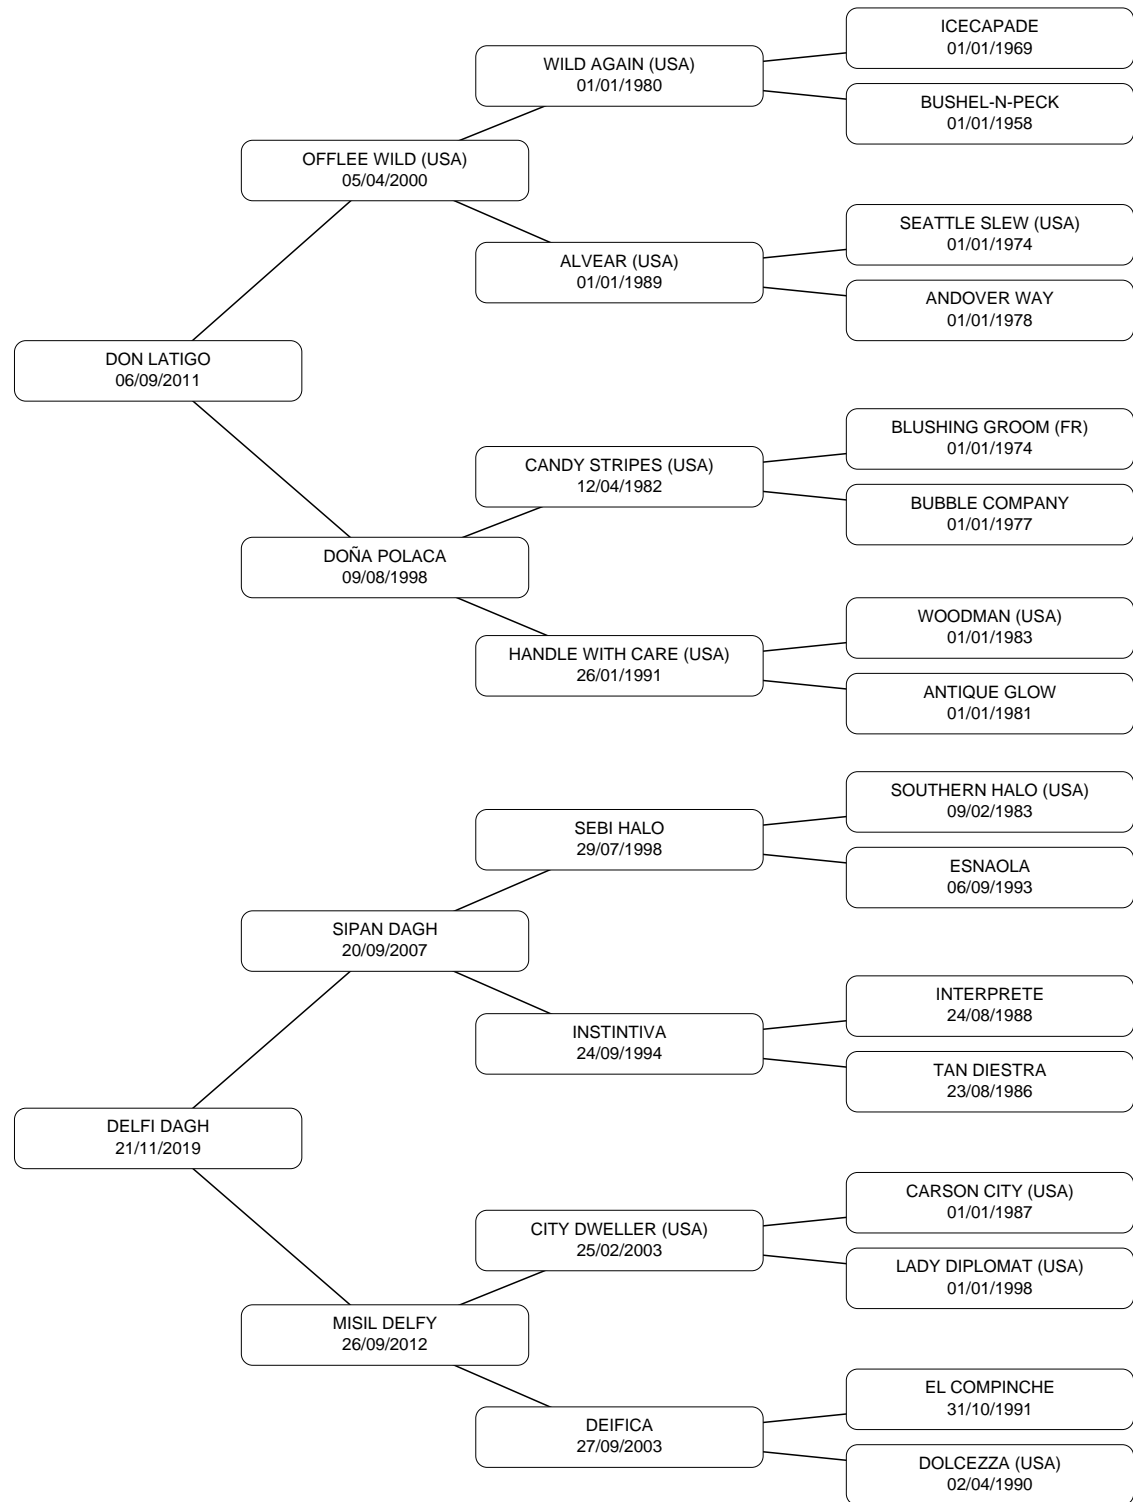 ICECAPADE
01/01/1969
WILD AGAIN (USA)
01/01/1980
BUSHEL-N-PECK
01/01/1958
OFFLEE WILD (USA)
05/04/2000
SEATTLE SLEW (USA)
01/01/1974
ALVEAR (USA)
01/01/1989
ANDOVER WAY
01/01/1978
DON LATIGO
06/09/2011
BLUSHING GROOM (FR)
01/01/1974
CANDY STRIPES (USA)
12/04/1982
BUBBLE COMPANY
01/01/1977
DOÑA POLACA
09/08/1998
WOODMAN (USA)
01/01/1983
HANDLE WITH CARE (USA)
26/01/1991
ANTIQUE GLOW
01/01/1981
SOUTHERN HALO (USA)
09/02/1983
SEBI HALO
29/07/1998
ESNAOLA
06/09/1993
SIPAN DAGH
20/09/2007
INTERPRETE
24/08/1988
INSTINTIVA
24/09/1994
TAN DIESTRA
23/08/1986
DELFI DAGH
21/11/2019
CARSON CITY (USA)
01/01/1987
CITY DWELLER (USA)
25/02/2003
LADY DIPLOMAT (USA)
01/01/1998
MISIL DELFY
26/09/2012
EL COMPINCHE
31/10/1991
DEIFICA
27/09/2003
DOLCEZZA (USA)
02/04/1990